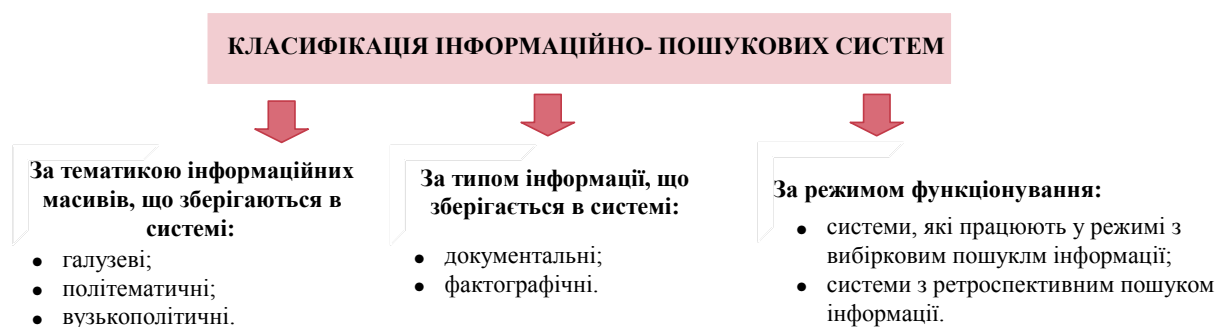 КЛАСИФІКАЦІЯ ІНФОРМАЦІЙНО- ПОШУКОВИХ СИСТЕМ
За тематикою інформаційних
масивів, що зберігаються в
системі:
● галузеві;
● політематичні;
● вузькополітичні.
За типом інформації, що
зберігається в системі:
● документальні;
● фактографічні.
За режимом функціонування:
● системи, які працюють у режимі з
вибірковим пошуклм інформації;
● системи з ретроспективним пошуком
інформації.